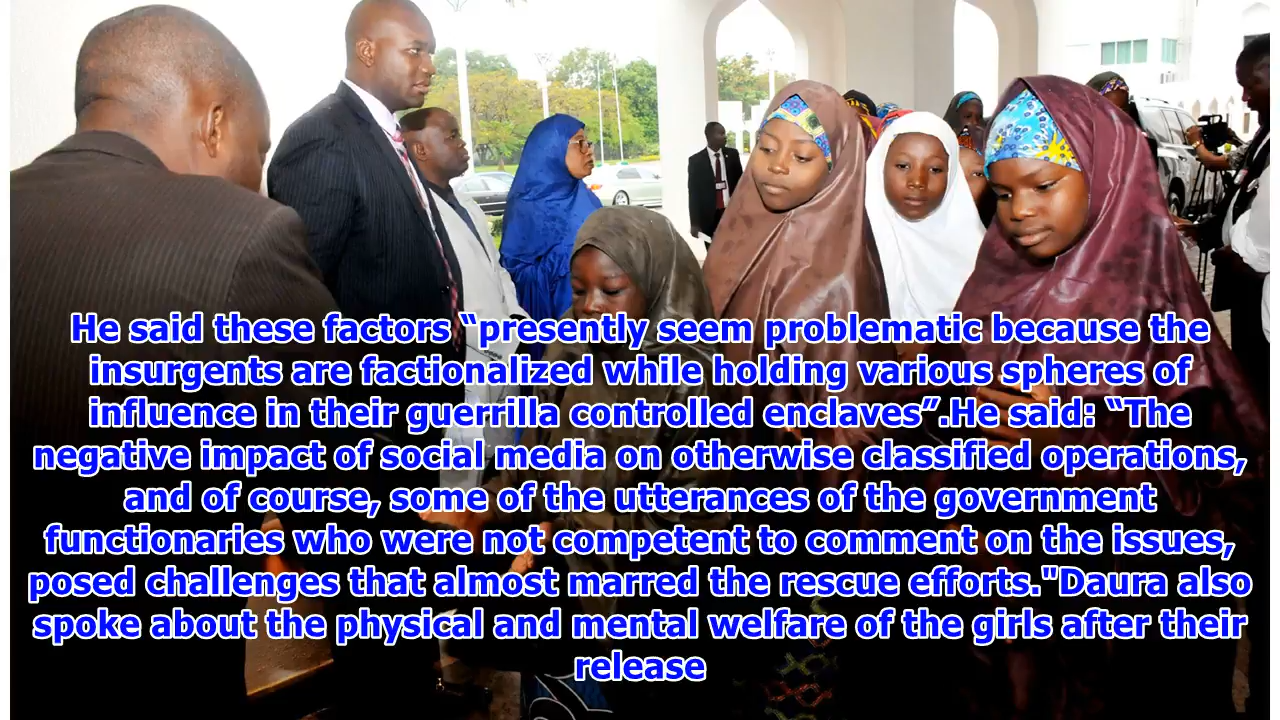 He said these factors “presently seem problematic because the
insurgents are factionalized while holding various spheres of
influence in their guerrilla controlled enclaves”.He said: “The
negative impact of social media on otherwise classified operations,
and of course, some of the utterances of the government
functionaries who were not competent to comment on the issues,
posed challenges that almost marred the rescue efforts."Daura also
spoke about the physical and mental welfare of the girls after their
release